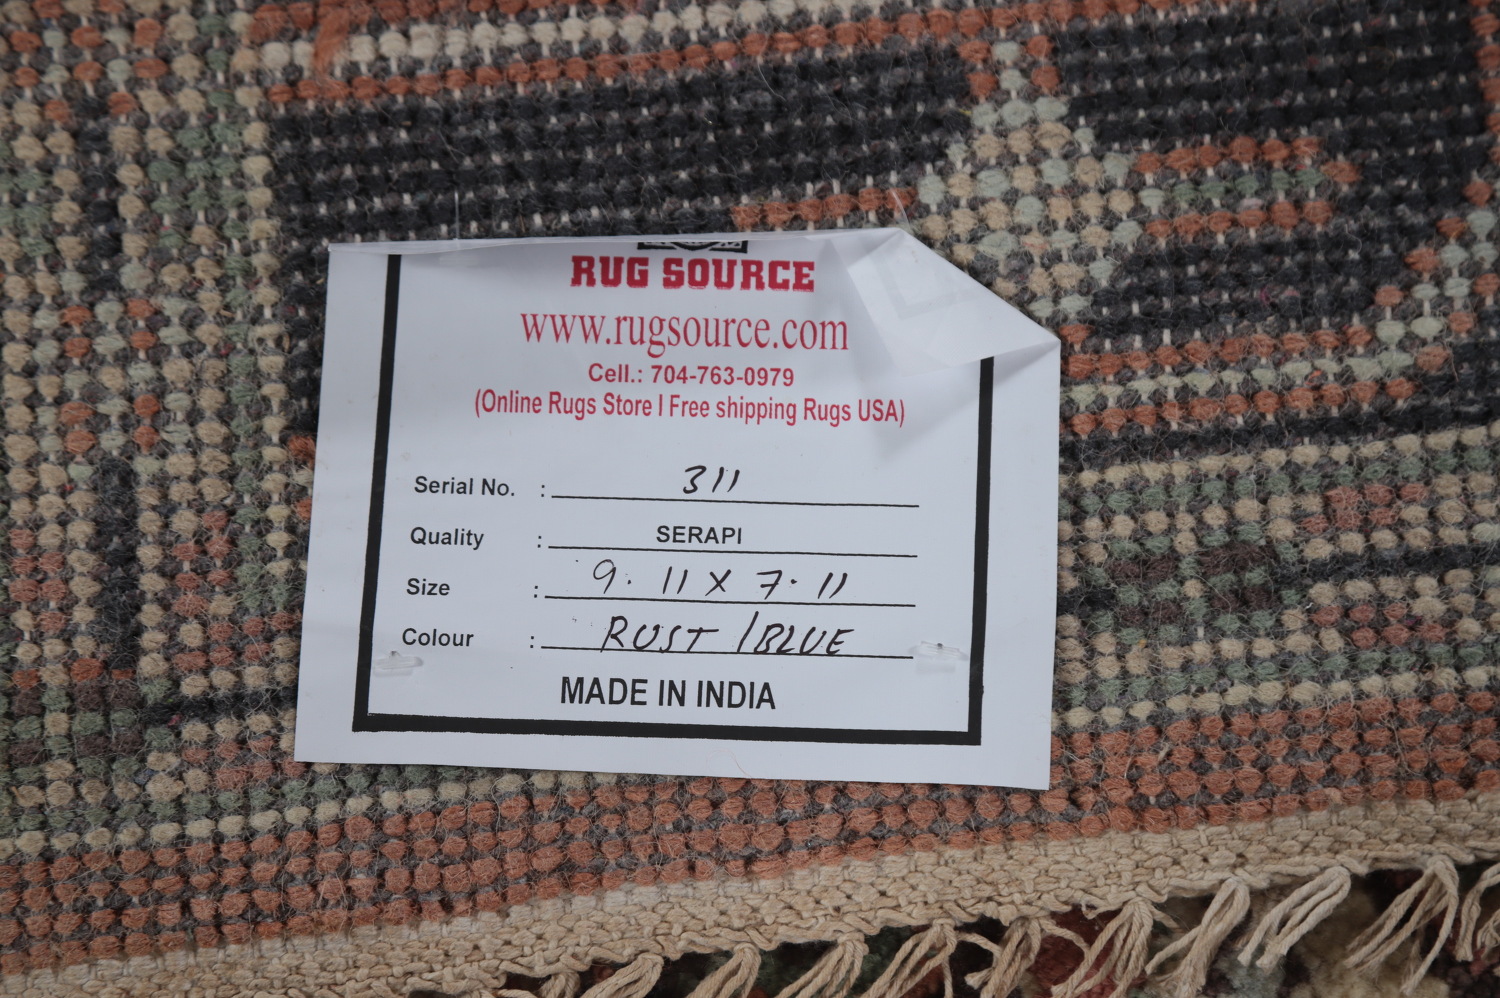 RUG SOURCE
www.rugsource.com
Cell.: 704-763-0979
(Online Rugs Store I Free shipping Rugs USA)
Serial No. : 311
Quality : SERAPI
Size : 9.11 X 7.11
Colour : RUST /BLUE
MADE IN INDIA